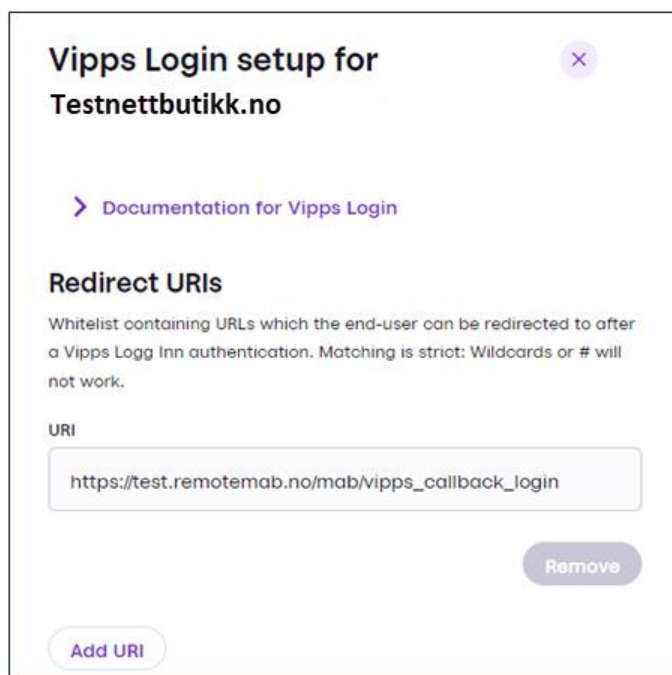 Vipps Login setup for
Testnettbutikk.no
Documentation for Vipps Login
Redirect URIs
Whitelist containing URLs which the end-user can be redirected to after
a Vipps Logg Inn authentication. Matching is strict: Wildcards or # will
not work.
URI
https://test.remotemab.no/mab/vipps_callback_login
Remove
Add URI